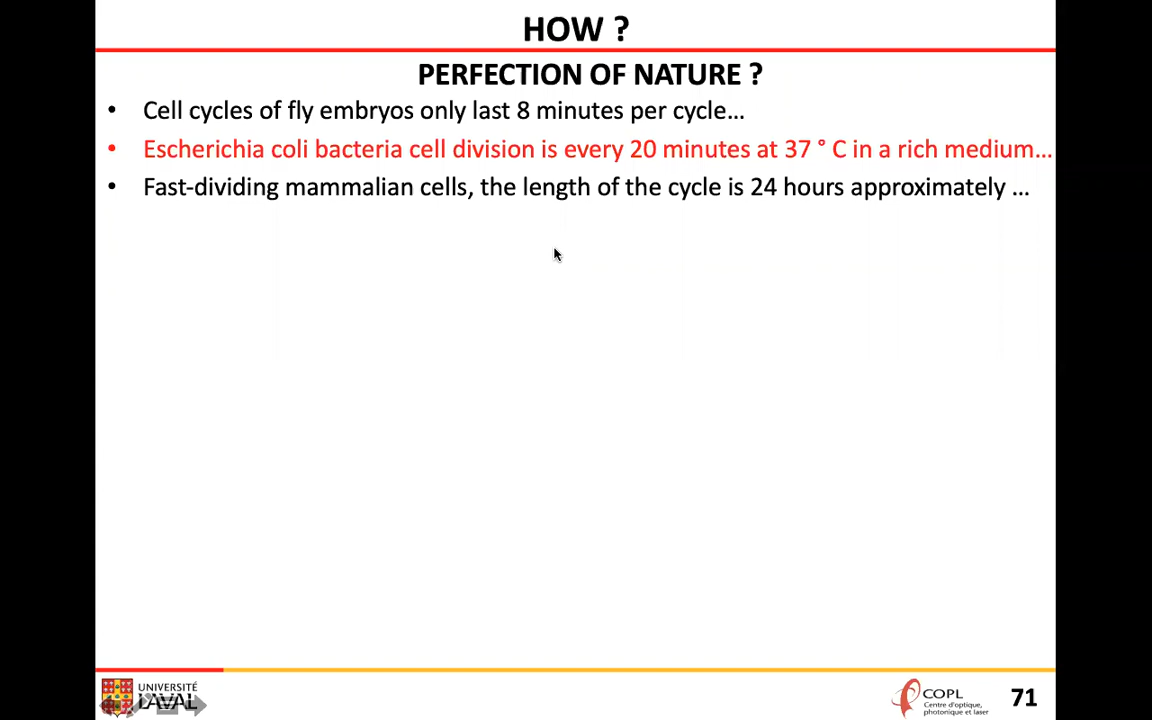 HOW ?
PERFECTION OF NATURE ?
• Cell cycles of fly embryos only last 8 minutes per cycle...
• Escherichia coli bacteria cell division is every 20 minutes at 37 ° C in a rich medium...
• Fast-dividing mammalian cells, the length of the cycle is 24 hours approximately ...
UNIVERSITÉ
LAVAL
COPL
Centre d'optique,
photonique et laser
71